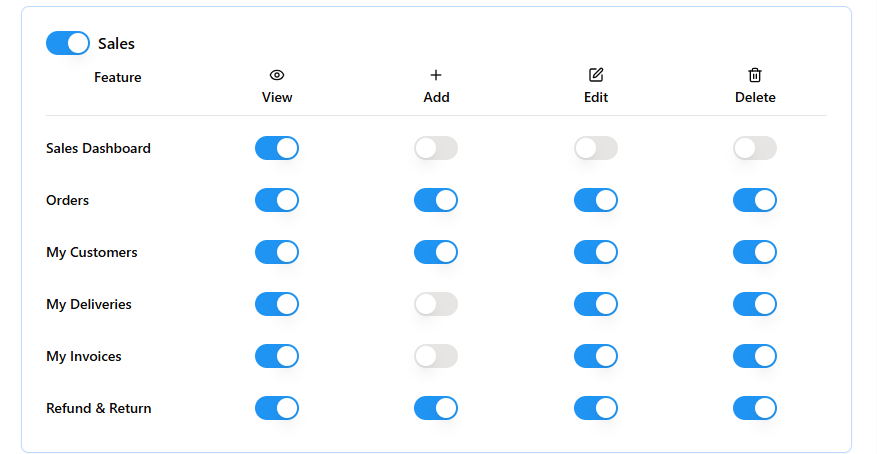 Sales
Feature View Add Edit Delete
Sales Dashboard
Orders
My Customers
My Deliveries
My Invoices
Refund & Return